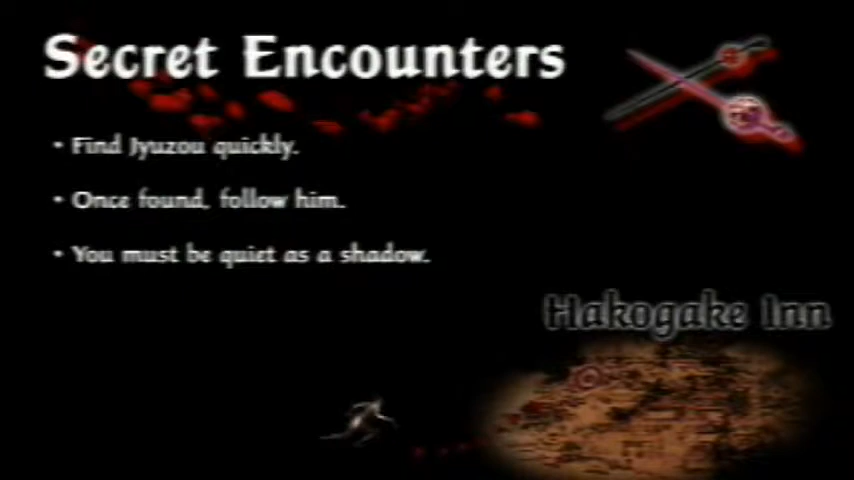 Secret Encounters
• Find Jyuzou quickly.
• Once found, follow him.
• You must be quiet as a shadow.
Hakogake Inn